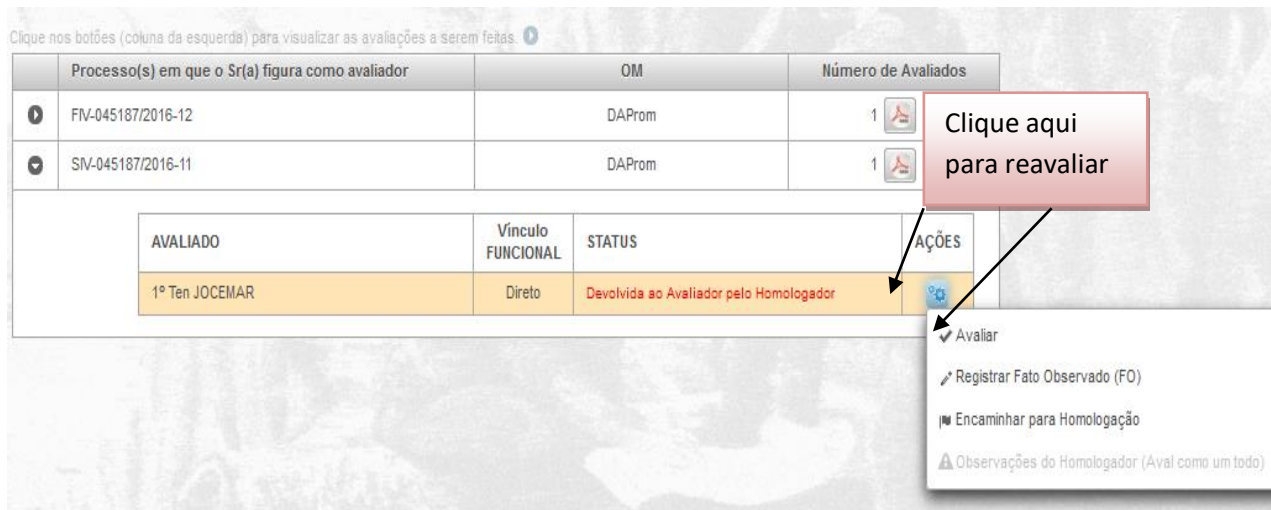 Clique nos botões (coluna da esquerda) para visualizar as avaliações a serem feitas.
Processo(s) em que o Sr(a) figura como avaliador OM Número de Avaliados
FIV-045187/2016-12 DAProm 1
SIV-045187/2016-11 DAProm 1
Clique aqui
para reavaliar
AVALIADO Vínculo FUNCIONAL STATUS AÇÕES
1º Ten JOCEMAR Direto Devolvida ao Avaliador pelo Homologador
Avaliar
Registrar Fato Observado (FO)
Encaminhar para Homologação
Observações do Homologador (Aval como um todo)